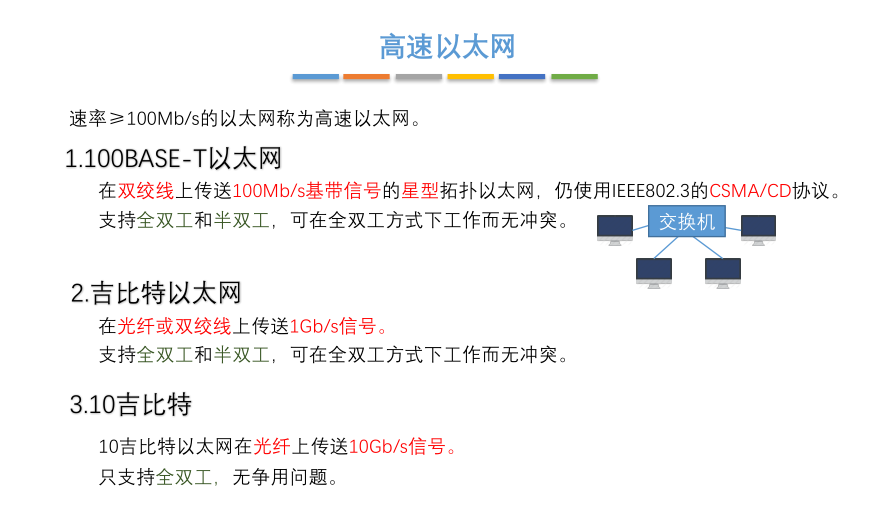 高速以太网
速率≥100Mb/s的以太网称为高速以太网。
1.100BASE-T以太网
在双绞线上传送100Mb/s基带信号的星型拓扑以太网，仍使用IEEE802.3的CSMA/CD协议。
支持全双工和半双工，可在全双工方式下工作而无冲突。
交换机
2.吉比特以太网
在光纤或双绞线上传送1Gb/s信号。
支持全双工和半双工，可在全双工方式下工作而无冲突。
3.10吉比特
10吉比特以太网在光纤上传送10Gb/s信号。
只支持全双工，无争用问题。